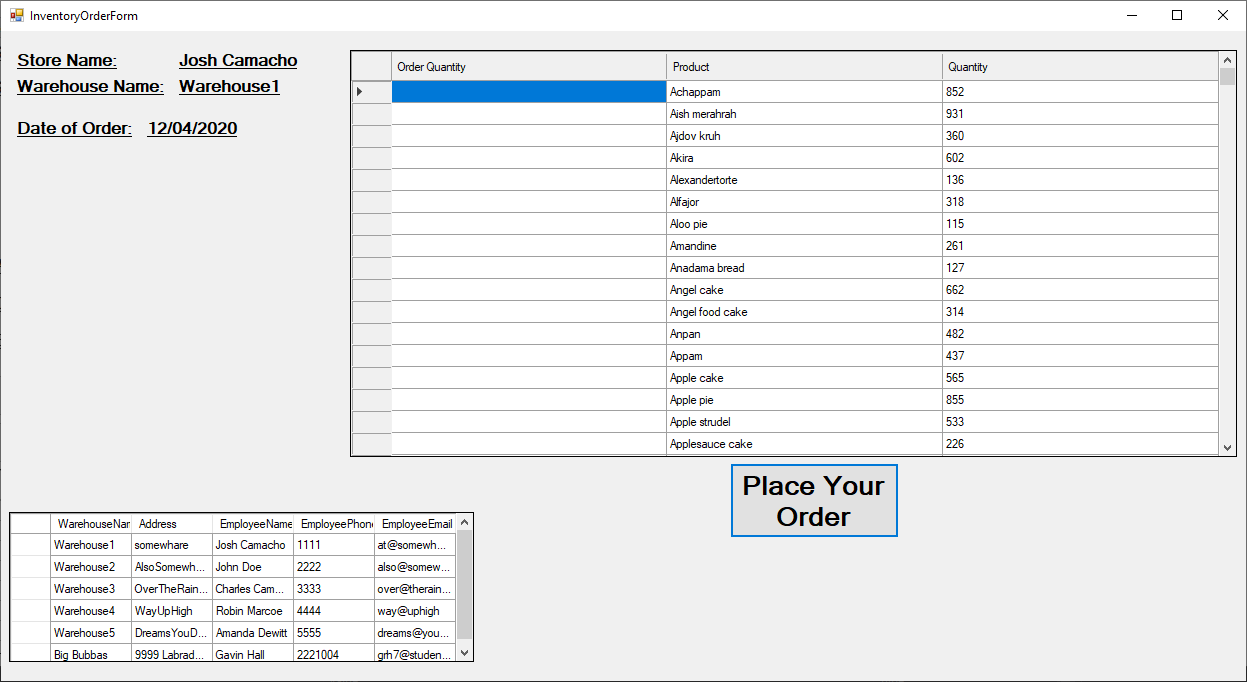 InventoryOrderForm
Store Name: Josh Camacho
Warehouse Name: Warehouse1
Date of Order: 12/04/2020
Order Quantity Product Quantity
Achappam 852
Aish merahrah 931
Ajdov kruh 360
Akira 602
Alexandertorte 136
Alfajor 318
Aloo pie 115
Amandine 261
Anadama bread 127
Angel cake 662
Angel food cake 314
Anpan 482
Appam 437
Apple cake 565
Apple pie 855
Apple strudel 533
Applesauce cake 226
Place Your
Order
WarehouseNar Address EmployeeName EmployeePhone EmployeeEmail
Warehouse1 somewhare Josh Camacho 1111 at@somewh...
Warehouse2 AlsoSomewh... John Doe 2222 also@somew...
Warehouse3 OverTheRain... Charles Cam... 3333 over@therain...
Warehouse4 WayUpHigh Robin Marcoe 4444 way@uphigh
Warehouse5 DreamsYouD... Amanda Dewitt 5555 dreams@you...
Big Bubbas 9999 Labrad... Gavin Hall 2221004 grh7@studen...